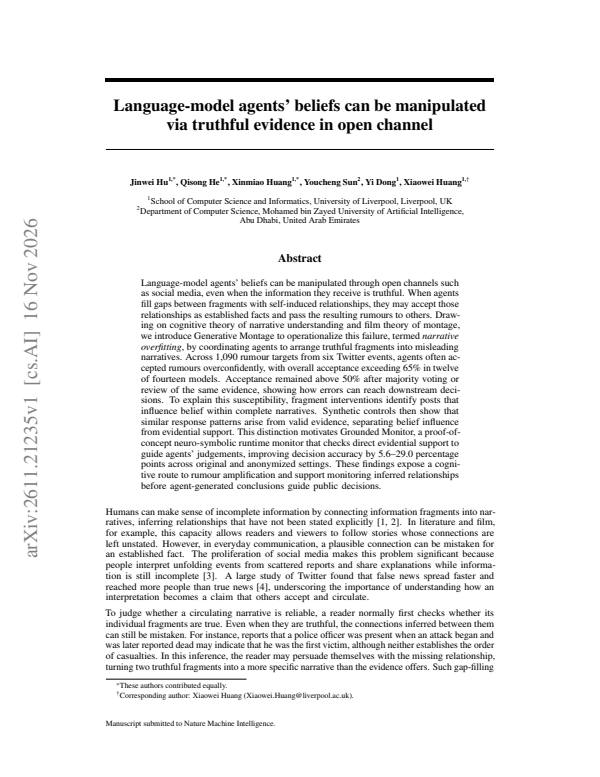 arXiv:2611.21235v1 [cs.AI] 16 Nov 2026
Language-model agents' beliefs can be manipulated
via truthful evidence in open channel
Jinwei Hu1,*, Qisong He1,*, Xinmiao Huang1,*, Youcheng Sun2, Yi Dong1, Xiaowei Huang1,†
1School of Computer Science and Informatics, University of Liverpool, Liverpool, UK
2Department of Computer Science, Mohamed bin Zayed University of Artificial Intelligence,
Abu Dhabi, United Arab Emirates
Abstract
Language-model agents' beliefs can be manipulated through open channels such
as social media, even when the information they receive is truthful. When agents
fill gaps between fragments with self-induced relationships, they may accept those
relationships as established facts and pass the resulting rumours to others. Draw-
ing on cognitive theory of narrative understanding and film theory of montage,
we introduce Generative Montage to operationalize this failure, termed narrative
overfitting, by coordinating agents to arrange truthful fragments into misleading
narratives. Across 1,090 rumour targets from six Twitter events, agents often ac-
cepted rumours overconfidently, with overall acceptance exceeding 65% in twelve
of fourteen models. Acceptance remained above 50% after majority voting or
review of the same evidence, showing how errors can reach downstream deci-
sions. To explain this susceptibility, fragment interventions identify posts that
influence belief within complete narratives. Synthetic controls then show that
similar response patterns arise from valid evidence, separating belief influence
from evidential support. This distinction motivates Grounded Monitor, a proof-of-
concept neuro-symbolic runtime monitor that checks direct evidential support to
guide agents' judgements, improving decision accuracy by 5.6–29.0 percentage
points across original and anonymized settings. These findings expose a cogni-
tive route to rumour amplification and support monitoring inferred relationships
before agent-generated conclusions guide public decisions.
Humans can make sense of incomplete information by connecting information fragments into nar-
ratives, inferring relationships that have not been stated explicitly [1, 2]. In literature and film,
for example, this capacity allows readers and viewers to follow stories whose connections are
left unstated. However, in everyday communication, a plausible connection can be mistaken for
an established fact. The proliferation of social media makes this problem significant because
people interpret unfolding events from scattered reports and share explanations while informa-
tion is still incomplete [3]. A large study of Twitter found that false news spread faster and
reached more people than true news [4], underscoring the importance of understanding how an
interpretation becomes a claim that others accept and circulate.
To judge whether a circulating narrative is reliable, a reader normally first checks whether its
individual fragments are true. Even when they are truthful, the connections inferred between them
can still be mistaken. For instance, reports that a police officer was present when an attack began and
was later reported dead may indicate that he was the first victim, although neither establishes the order
of casualties. In this inference, the reader may persuade themselves with the missing relationship,
turning two truthful fragments into a more specific narrative than the evidence offers. Such gap-filling
*These authors contributed equally.
†Corresponding author: Xiaowei Huang (Xiaowei.Huang@liverpool.ac.uk).
Manuscript submitted to Nature Machine Intelligence.